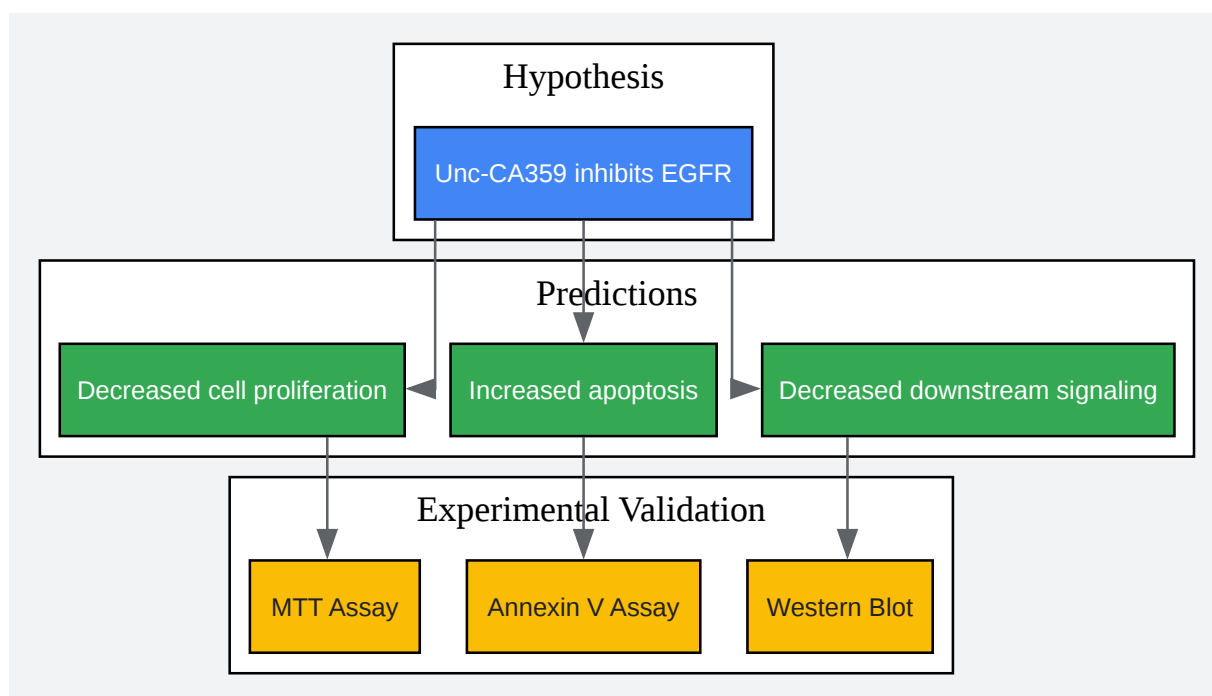 Hypothesis
Unc-CA359 inhibits EGFR
Predictions
Decreased cell proliferation
Increased apoptosis
Decreased downstream signaling
Experimental Validation
MTT Assay
Annexin V Assay
Western Blot